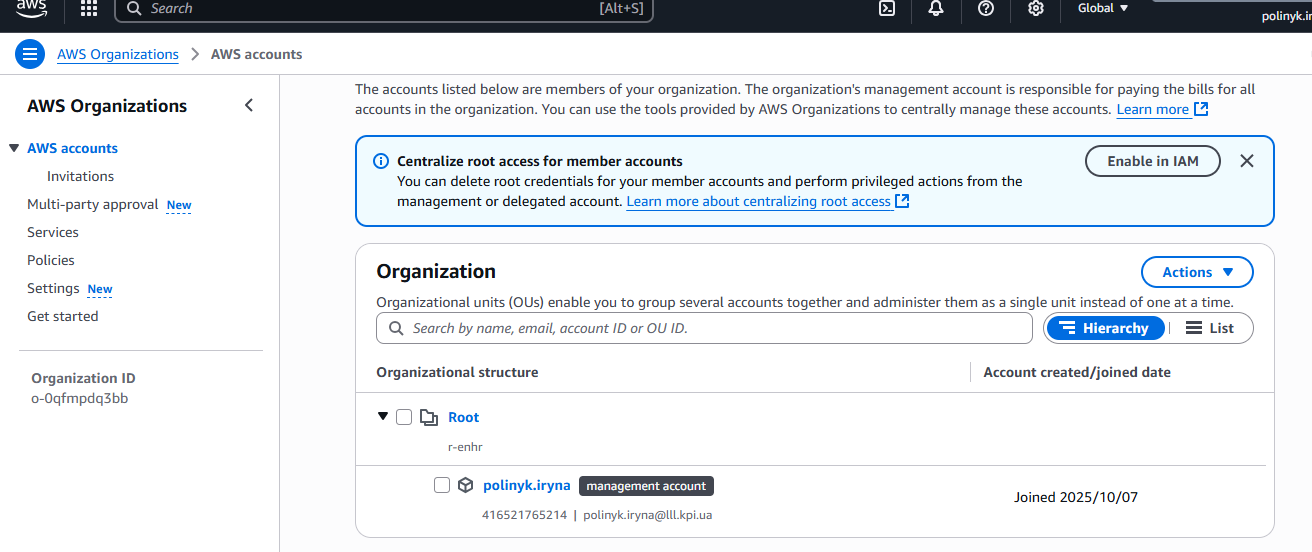 aws
Search [Alt+S]
Global
polinyk.ir
AWS Organizations > AWS accounts
AWS Organizations
AWS accounts
Invitations
Multi-party approval New
Services
Policies
Settings New
Get started
Organization ID
o-0qfmpdq3bb
The accounts listed below are members of your organization. The organization's management account is responsible for paying the bills for all
accounts in the organization. You can use the tools provided by AWS Organizations to centrally manage these accounts. Learn more
Centralize root access for member accounts
You can delete root credentials for your member accounts and perform privileged actions from the
management or delegated account. Learn more about centralizing root access
Enable in IAM
Organization
Actions
Organizational units (OUs) enable you to group several accounts together and administer them as a single unit instead of one at a time.
Search by name, email, account ID or OU ID.
Hierarchy
List
Organizational structure
Account created/joined date
Root
r-enhr
polinyk.iryna management account
416521765214 | polinyk.iryna@lll.kpi.ua
Joined 2025/10/07